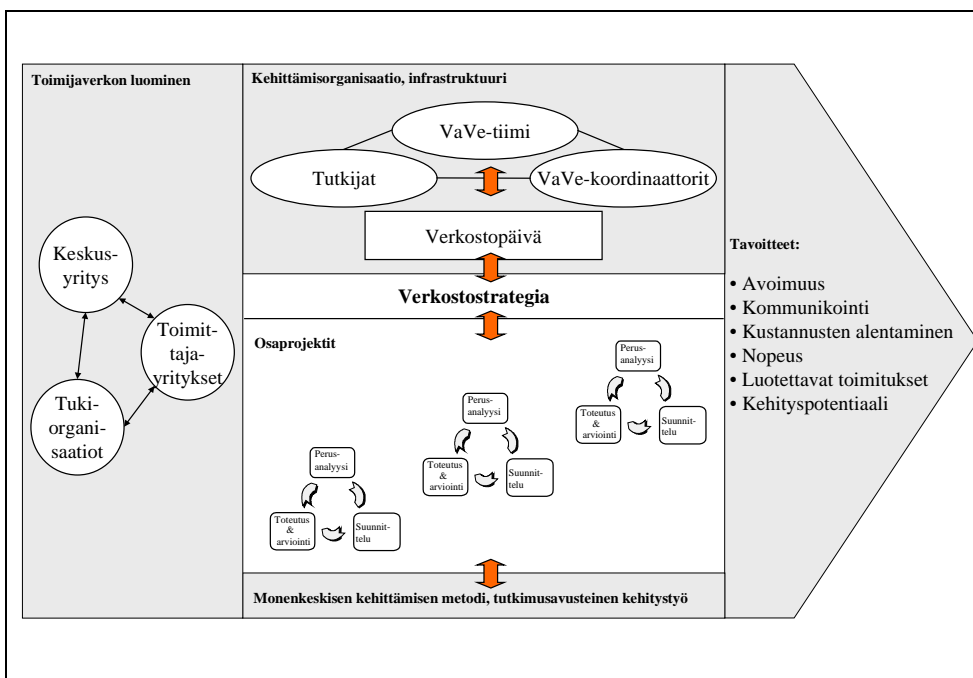 Toimijaverkon luominen
Keskus-
yritys
Toimit-
taja-
yritykset
Tuki-
organi-
saatiot
Kehittämisorganisaatio, infrastruktuuri
VaVe-tiimi
Tutkijat
VaVe-koordinaattorit
Verkostopäivä
Verkostostrategia
Osaprojektit
Perus-
analyysi
Toteutus
&
arviointi
Suunnit-
telu
Perus-
analyysi
Toteutus
&
arviointi
Suunnit-
telu
Perus-
analyysi
Toteutus
&
arviointi
Suunnit-
telu
Monenkeskisen kehittämisen metodi, tutkimusavusteinen kehitystyö
Tavoitteet:
• Avoimuus
• Kommunikointi
• Kustannusten alentaminen
• Nopeus
• Luotettavat toimitukset
• Kehityspotentiaali